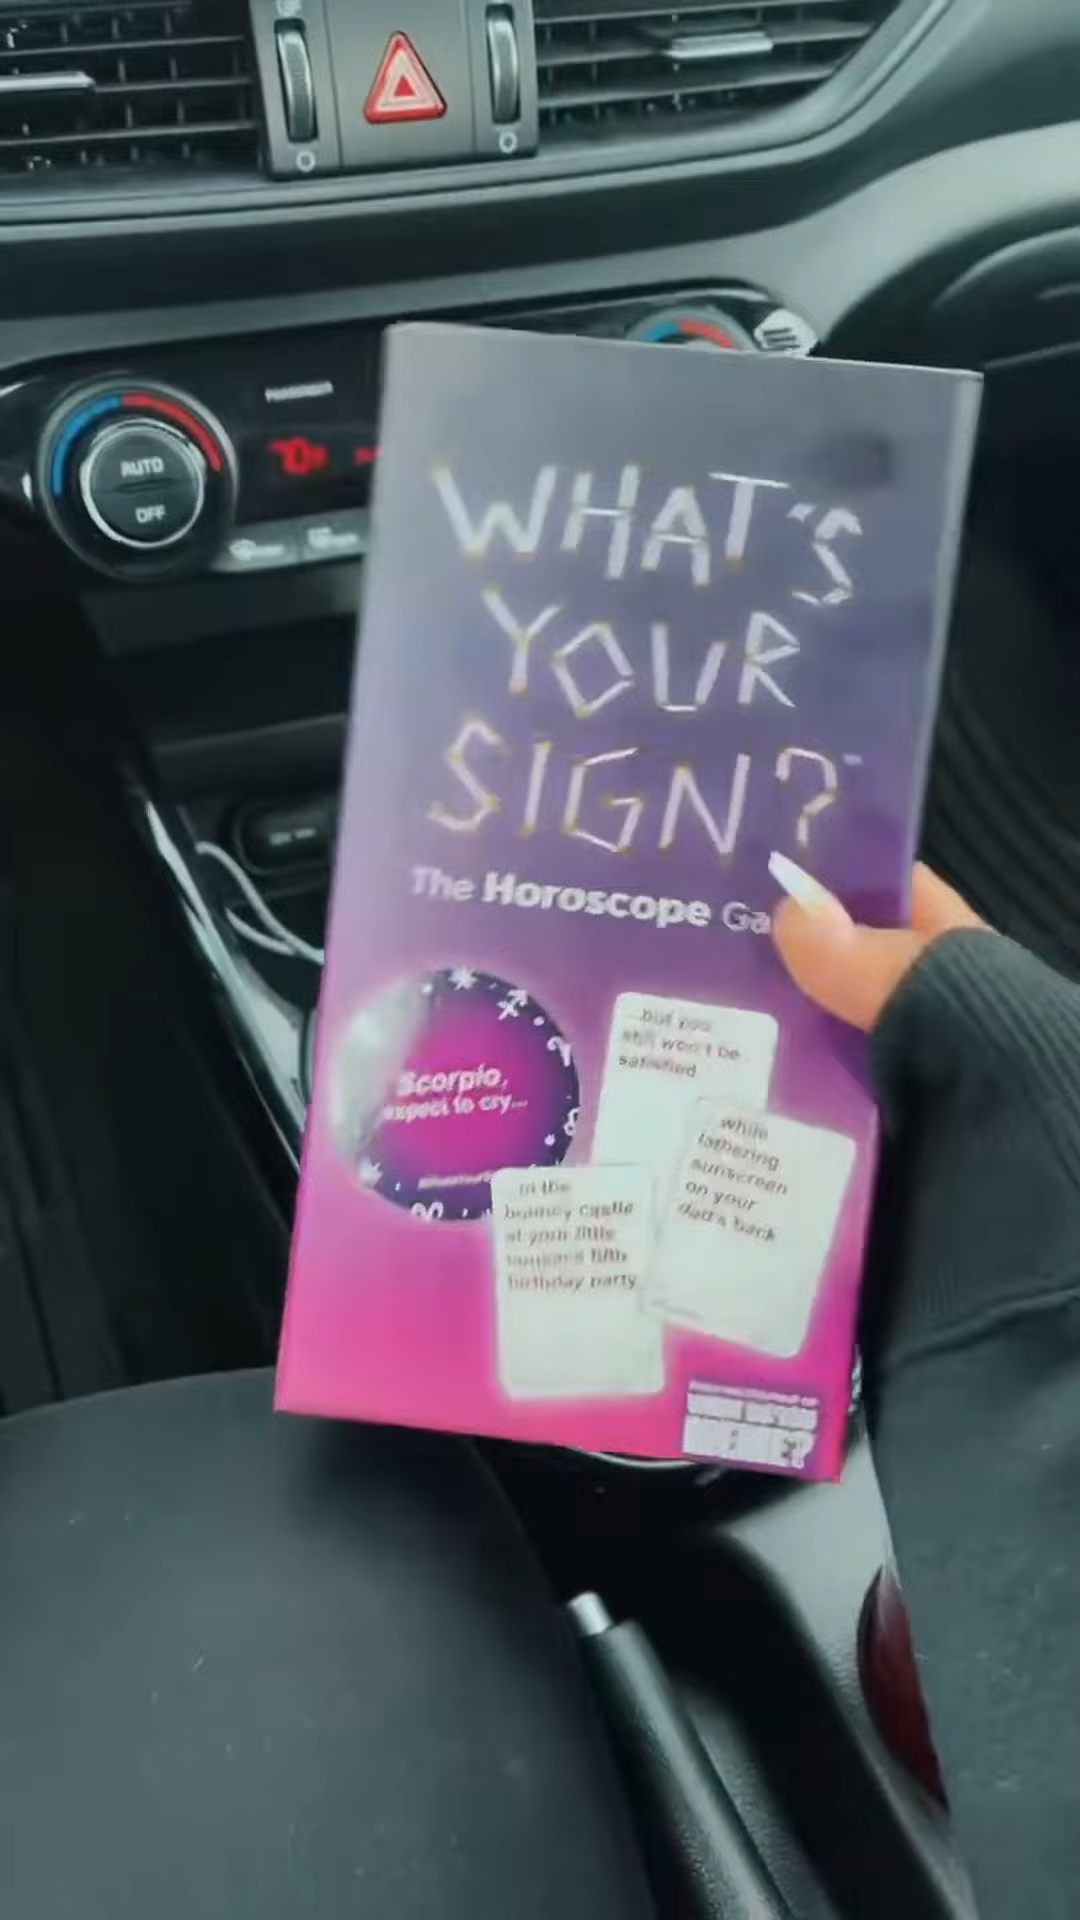 AUTO
OFF
WHAT'S
YOUR
SIGN?
The Horoscope Ga
Scorpio,
expect to cry...
...but you
still won't be
satisfied
...while
lathering
sunscreen
on your
dad's back
...in the
bouncy castle
at your little
fifth
birthday party